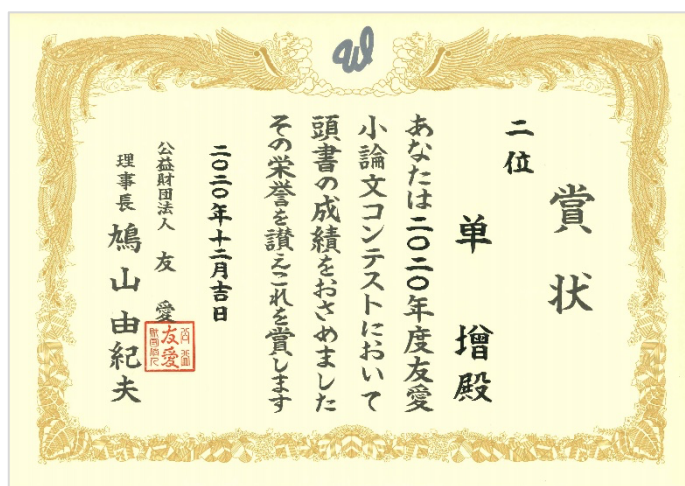 賞状
二位
単増殿
あなたは二〇二〇年度友愛
小論文コンテストにおいて
頭書の成績をおさめました
その栄誉を讃えこれを賞します
二〇二〇年十二月吉日
公益財団法人 友愛
理事長 鳩山由紀夫
友愛